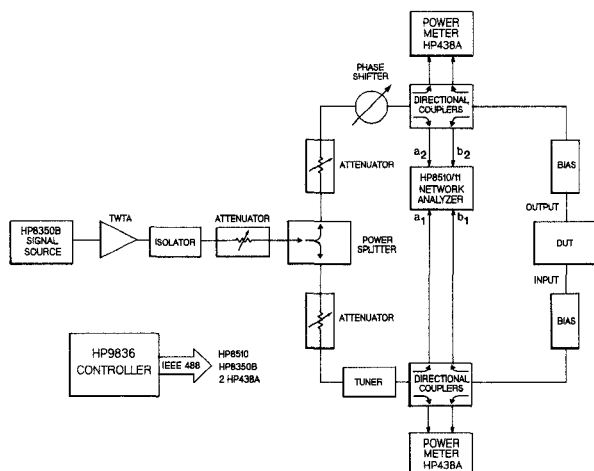 POWER
METER
HP438A
PHASE
SHIFTER
DIRECTIONAL
COUPLERS
a2
b2
ATTENUATOR
HP8510/11
NETWORK
ANALYZER
BIAS
OUTPUT
TWTA
ATTENUATOR
a1
b1
HP8350B
SIGNAL
SOURCE
ISOLATOR
POWER
SPLITTER
DUT
INPUT
ATTENUATOR
BIAS
HP9836
CONTROLLER
IEEE 488
HP8510
HP8350B
2 HP438A
TUNER
DIRECTIONAL
COUPLERS
POWER
METER
HP438A